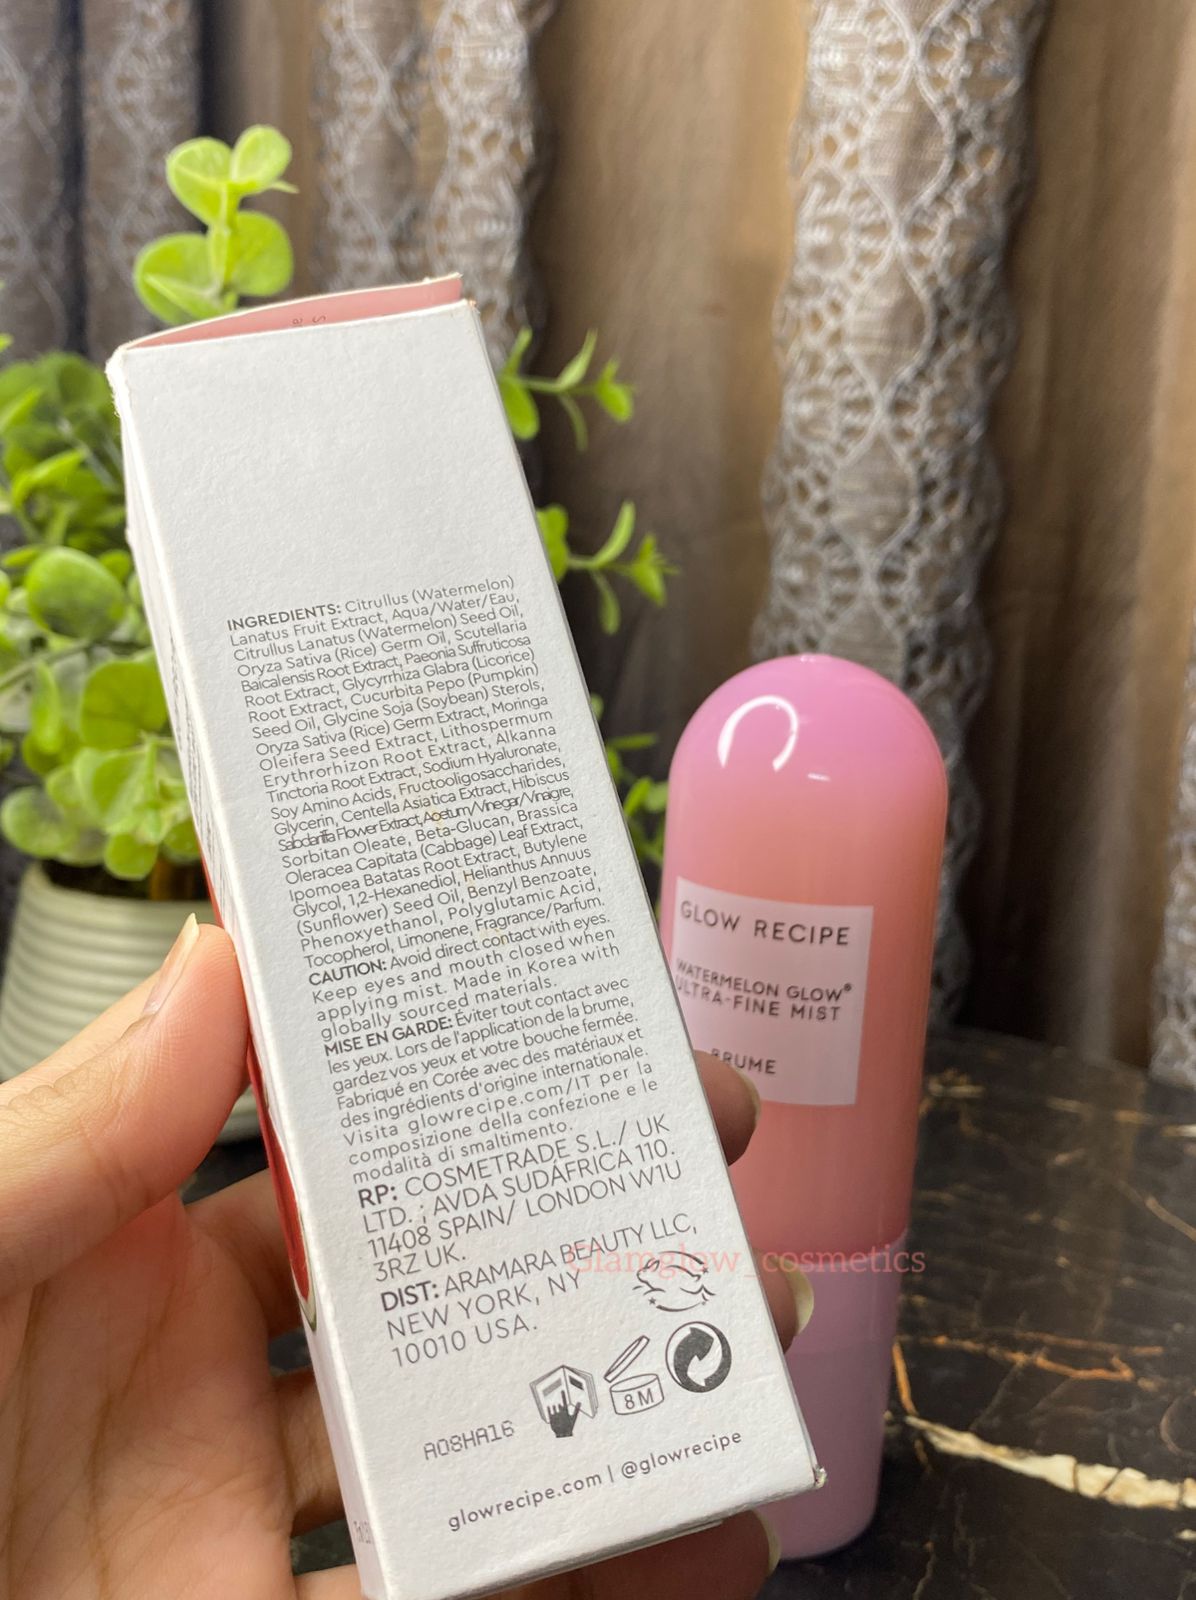 INGREDIENTS: Citrullus (Watermelon)
Lanatus Fruit Extract, Aqua/Water/Eau,
Citrullus Lanatus (Watermelon) Seed Oil,
Oryza Sativa (Rice) Germ Oil, Scutellaria
Baicalensis Root Extract, Paeonia Suffruticosa
Root Extract, Glycyrrhiza Glabra (Licorice)
Root Extract, Cucurbita Pepo (Pumpkin)
Seed Oil, Glycine Soja (Soybean) Sterols,
Oryza Sativa (Rice) Germ Extract, Moringa
Oleifera Seed Extract, Lithospermum
Erythrorhizon Root Extract, Alkanna
Tinctoria Root Extract, Sodium Hyaluronate,
Soy Amino Acids, Fructooligosaccharides,
Glycerin, Centella Asiatica Extract, Hibiscus
Sabdariffa Flower Extract, Acetum/Vinegar/Vinaigre,
Sorbitan Oleate, Beta-Glucan, Brassica
Oleracea Capitata (Cabbage) Leaf Extract,
Ipomoea Batatas Root Extract, Butylene
Glycol, 1,2-Hexanediol, Helianthus Annuus
(Sunflower) Seed Oil, Benzyl Benzoate,
Phenoxyethanol, Polyglutamic Acid,
Tocopherol, Limonene, Fragrance/Parfum.
CAUTION: Avoid direct contact with eyes.
Keep eyes and mouth closed when
applying mist. Made in Korea with
globally sourced materials.
MISE EN GARDE: Éviter tout contact avec
les yeux. Lors de l'application de la brume,
gardez vos yeux et votre bouche fermée.
Fabriqué en Corée avec des matériaux et
des ingrédients d'origine internationale.
Visita glowrecipe.com/IT per la
composizione della confezione e le
modalità di smaltimento.
RP: COSMETRADE S.L./ UK
LTD. ; AVDA SUDÁFRICA 110.
11408 SPAIN/ LONDON W1U
3RZ UK.
DIST: ARAMARA BEAUTY LLC,
NEW YORK, NY
10010 USA.
8M
A08HA16
glowrecipe.com | @glowrecipe
GLOW RECIPE
WATERMELON GLOW®
ULTRA-FINE MIST
BRUME
Glamglow_cosmetics